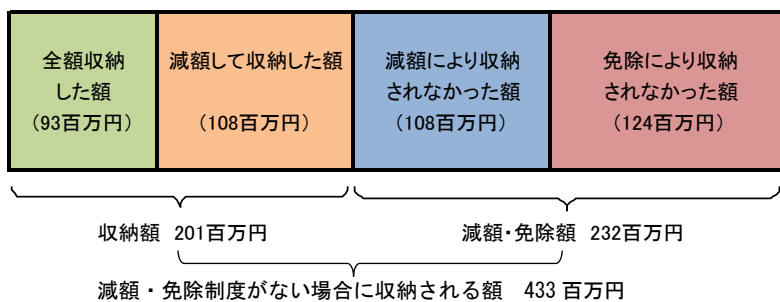 全額収納
した額
（93百万円）
減額して収納した額
（108百万円）
減額により収納
されなかった額
（108百万円）
免除により収納
されなかった額
（124百万円）
収納額 201百万円
減額・免除額 232百万円
減額・免除制度がない場合に収納される額 433 百万円